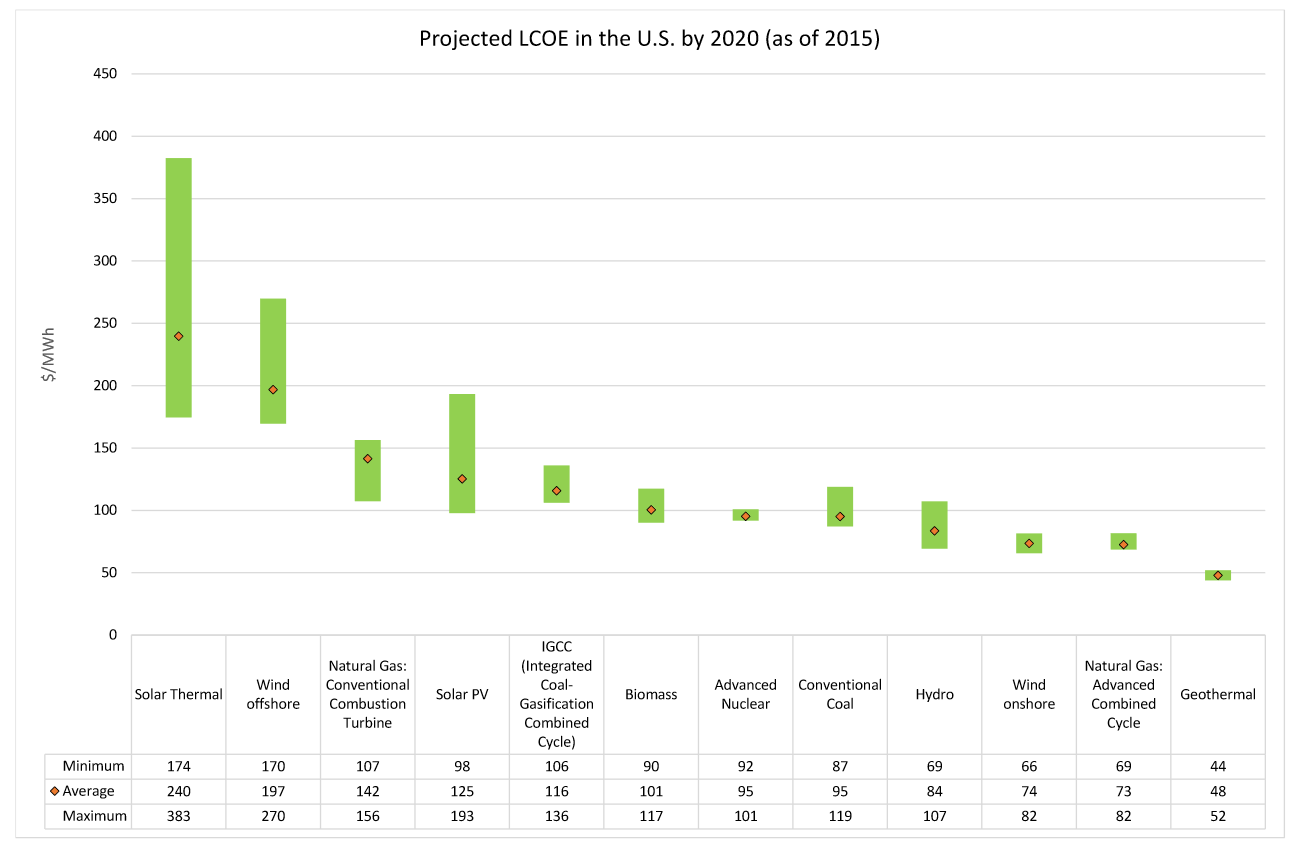 Projected LCOE in the U.S. by 2020 (as of 2015)
450
400
350
300
250
200
150
100
50
0
$/MWh
Solar Thermal
Wind
offshore
Natural Gas:
Conventional
Combustion
Turbine
Solar PV
IGCC
(Integrated
Coal-
Gasification
Combined
Cycle)
Biomass
Advanced
Nuclear
Conventional
Coal
Hydro
Wind
onshore
Natural Gas:
Advanced
Combined
Cycle
Geothermal
Minimum 174 170 107 98 106 90 92 87 69 66 69 44
Average 240 197 142 125 116 101 95 95 84 74 73 48
Maximum 383 270 156 193 136 117 101 119 107 82 82 52